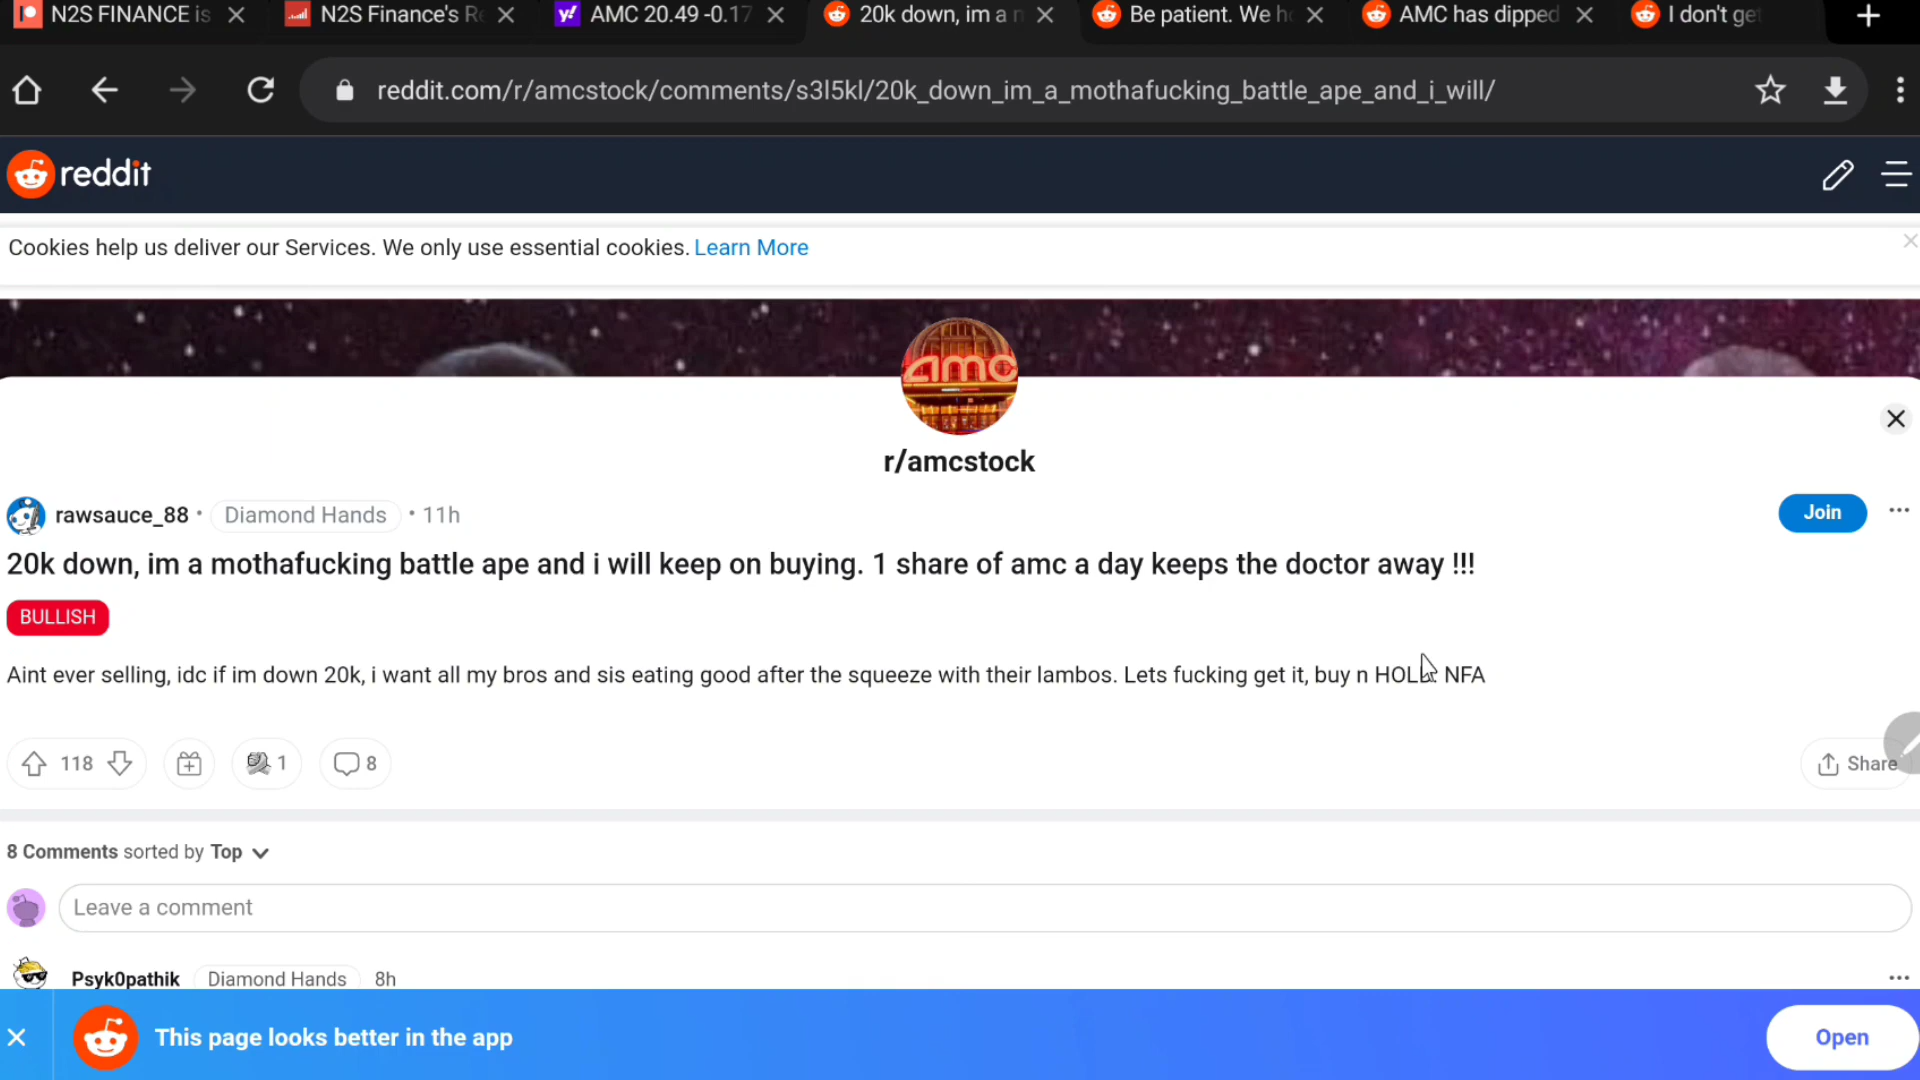 N2S FINANCE is
N2S Finance's Re
AMC 20.49 -0.17
20k down, im a m
Be patient. We ho
AMC has dipped
I don't get
reddit.com/r/amcstock/comments/s3l5kl/20k_down_im_a_mothafucking_battle_ape_and_i_will/
reddit
Cookies help us deliver our Services. We only use essential cookies. Learn More
amc
r/amcstock
rawsauce_88 • Diamond Hands • 11h
Join
20k down, im a mothafucking battle ape and i will keep on buying. 1 share of amc a day keeps the doctor away !!!
BULLISH
Aint ever selling, idc if im down 20k, i want all my bros and sis eating good after the squeeze with their lambos. Lets fucking get it, buy n NFA
118
1
8
Share
8 Comments sorted by Top
Leave a comment
Psyk0pathik Diamond Hands 8h
This page looks better in the app
Open